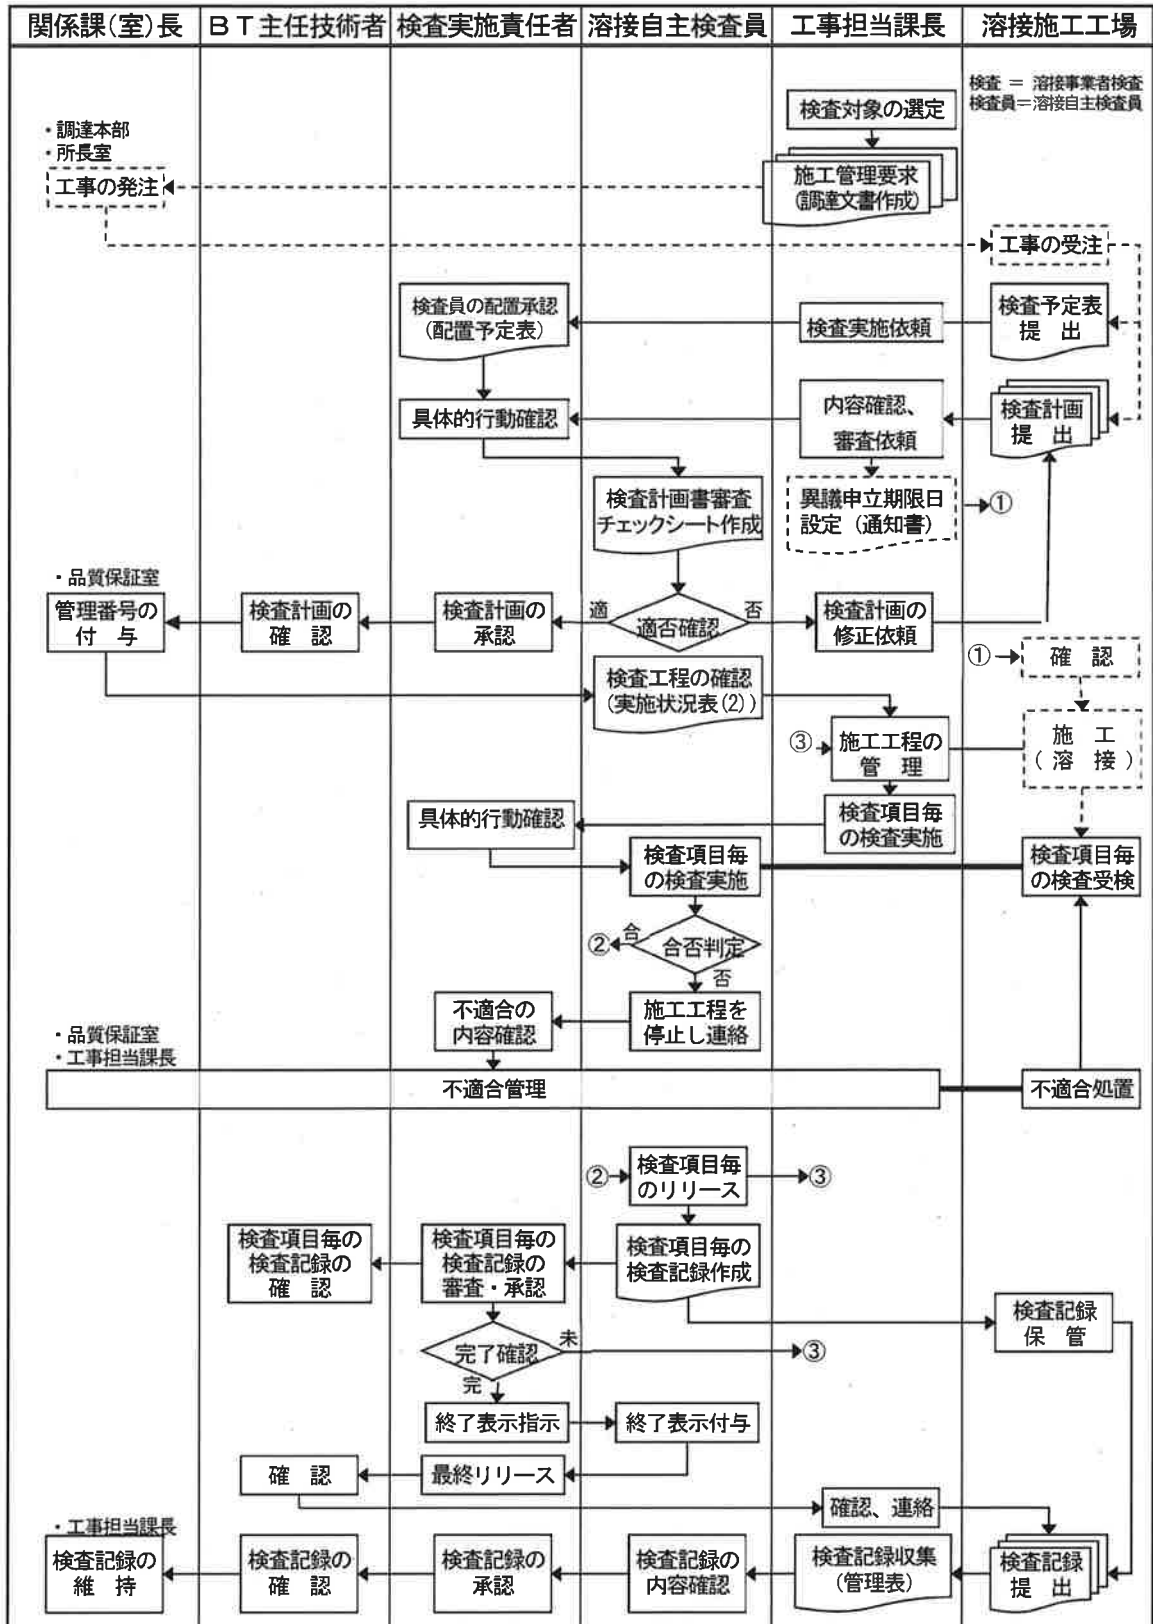 関係課(室)長
ＢＴ主任技術者
検査実施責任者
溶接自主検査員
工事担当課長
溶接施工工場
検査 ＝ 溶接事業者検査
検査員＝溶接自主検査員
検査対象の選定
・調達本部
・所長室
工事の発注
施工管理要求
(調達文書作成)
工事の受注
検査員の配置承認
(配置予定表)
検査実施依頼
検査予定表
提 出
具体的行動確認
内容確認、
審査依頼
検査計画
提 出
検査計画書審査
チェックシート作成
異議申立期限日
設定 (通知書)
①
・品質保証室
管理番号の
付 与
検査計画の
確 認
検査計画の
承認
適
適否確認
否
検査計画の
修正依頼
①
確 認
検査工程の確認
(実施状況表(2))
③
施工工程の
管 理
施 工
( 溶 接 )
具体的行動確認
検査項目毎
の検査実施
検査項目毎
の検査実施
検査項目毎
の検査受検
②
合
合否判定
否
不適合の
内容確認
施工工程を
停止し連絡
・品質保証室
・工事担当課長
不適合管理
不適合処置
②
検査項目毎
のリリース
③
検査項目毎の
検査記録の
確 認
検査項目毎の
検査記録の
審査・承認
検査項目毎の
検査記録作成
検査記録
保 管
完了確認
未
③
完
終了表示指示
終了表示付与
確 認
最終リリース
確認、連絡
・工事担当課長
検査記録の
維 持
検査記録の
確 認
検査記録の
承認
検査記録の
内容確認
検査記録収集
(管理表)
検査記録
提 出